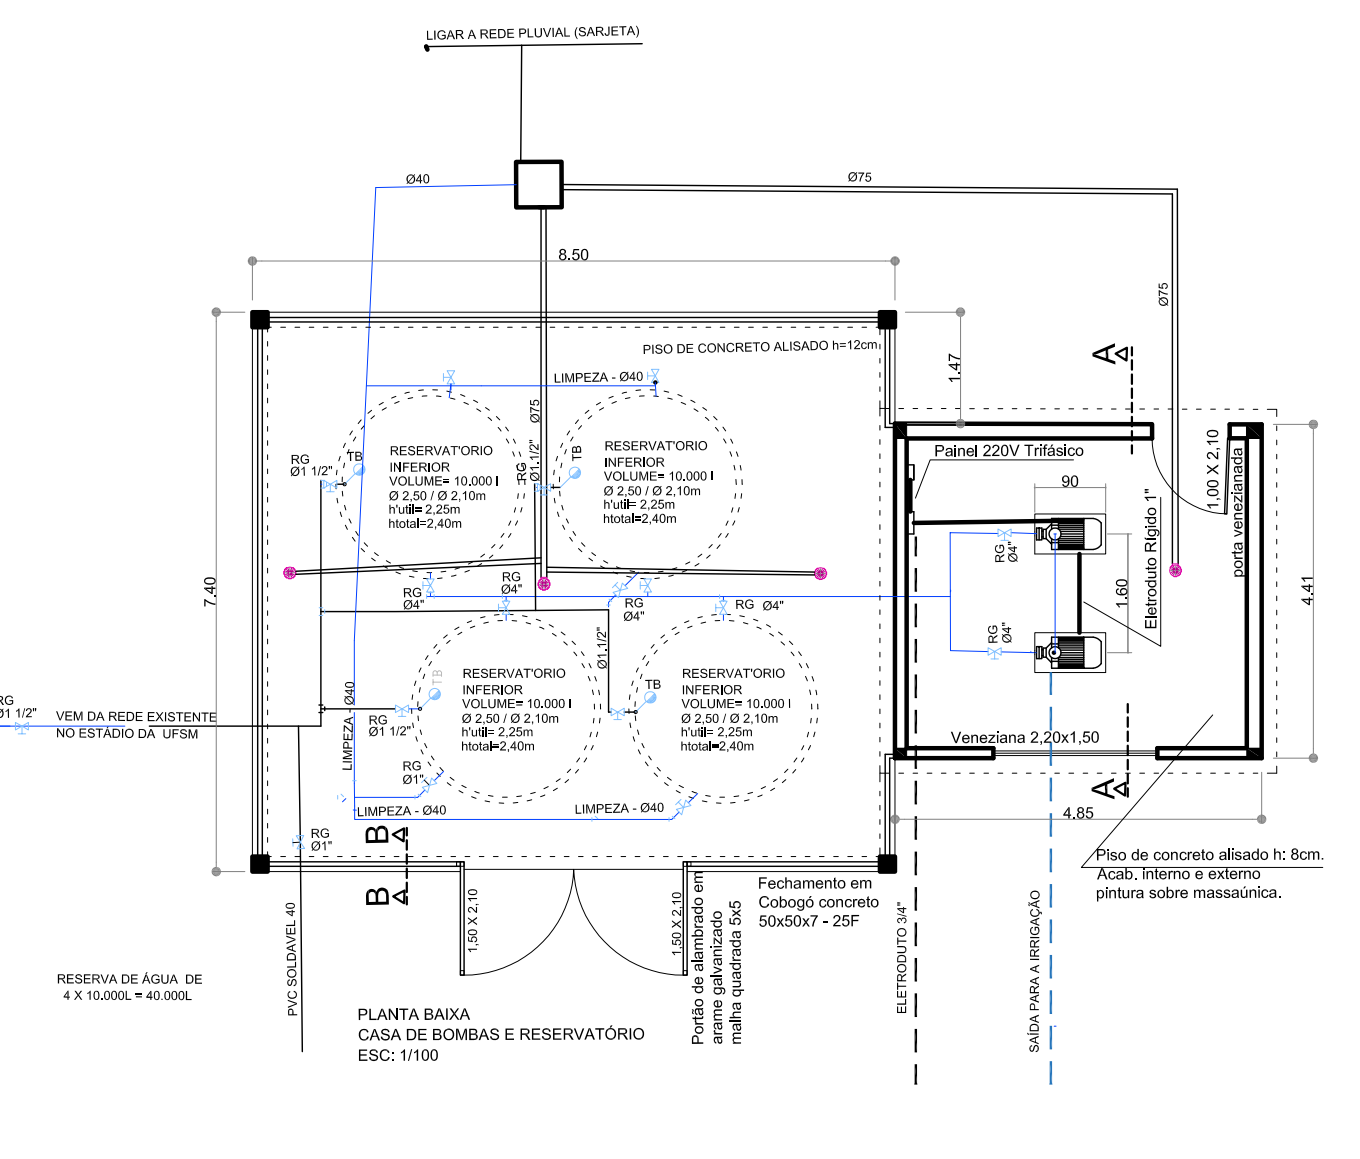 LIGAR A REDE PLUVIAL (SARJETA)
Ø40
Ø75
8.50
Ø75
PISO DE CONCRETO ALISADO h=12cm
1.47
A
LIMPEZA - Ø40
Ø75
RG
Ø1 1/2"
TB
RESERVAT'ORIO
INFERIOR
VOLUME= 10.000 l
Ø 2,50 / Ø 2,10m
h'util= 2,25m
htotal=2,40m
RG
Ø1.1/2"
TB
RESERVAT'ORIO
INFERIOR
VOLUME= 10.000 l
Ø 2,50 / Ø 2,10m
h'util= 2,25m
htotal=2,40m
Painel 220V Trifásico
1,00 X 2,10
porta venezianada
90
Eletroduto Rígido 1"
RG
Ø4"
1.60
4.41
7.40
RG
Ø4"
RG
Ø4"
RG
Ø4"
RG Ø4"
RG
Ø4"
Ø1.1/2"
RG
Ø1 1/2"
VEM DA REDE EXISTENTE
NO ESTÁDIO DA UFSM
LIMPEZA - Ø40
RG
Ø1 1/2"
TB
RESERVAT'ORIO
INFERIOR
VOLUME= 10.000 l
Ø 2,50 / Ø 2,10m
h'util= 2,25m
htotal=2,40m
TB
RESERVAT'ORIO
INFERIOR
VOLUME= 10.000 l
Ø 2,50 / Ø 2,10m
h'util= 2,25m
htotal=2,40m
Veneziana 2,20x1,50
RG
Ø1"
LIMPEZA - Ø40
LIMPEZA - Ø40
A
4.85
RG
Ø1"
B
B
Piso de concreto alisado h: 8cm.
Acab. interno e externo
pintura sobre massaúnica.
1,50 X 2,10
1,50 X 2,10
Portão de alambrado em
arame galvanizado
malha quadrada 5x5
Fechamento em
Cobogó concreto
50x50x7 - 25F
ELETRODUTO 3/4"
SAÍDA PARA A IRRIGAÇÃO
PVC SOLDAVEL 40
RESERVA DE ÁGUA DE
4 X 10.000L = 40.000L
PLANTA BAIXA
CASA DE BOMBAS E RESERVATÓRIO
ESC: 1/100